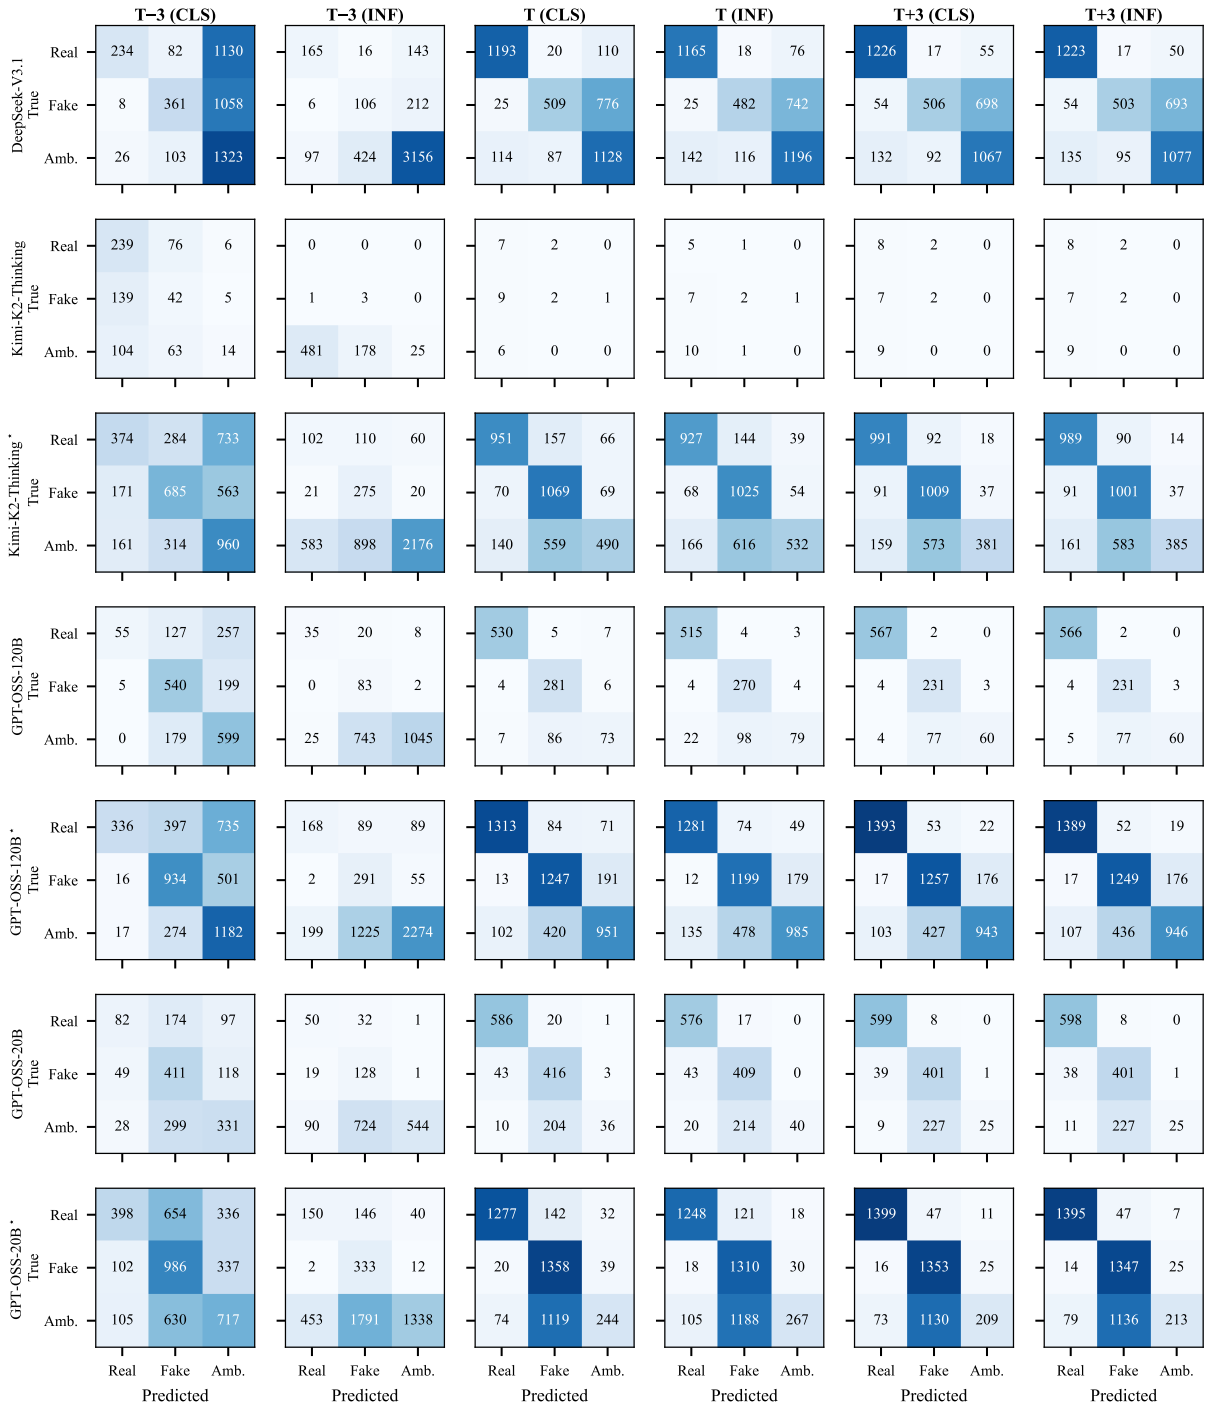 T−3 (CLS) T−3 (INF) T (CLS) T (INF) T+3 (CLS) T+3 (INF)
DeepSeek-V3.1
True
Real 234 82 1130 165 16 143 1193 20 110 1165 18 76 1226 17 55 1223 17 50
Fake 8 361 1058 6 106 212 25 509 776 25 482 742 54 506 698 54 503 693
Amb. 26 103 1323 97 424 3156 114 87 1128 142 116 1196 132 92 1067 135 95 1077
Kimi-K2-Thinking
True
Real 239 76 6 0 0 0 7 2 0 5 1 0 8 2 0 8 2 0
Fake 139 42 5 1 3 0 9 2 1 7 2 1 7 2 0 7 2 0
Amb. 104 63 14 481 178 25 6 0 0 10 1 0 9 0 0 9 0 0
Kimi-K2-Thinking *
True
Real 374 284 733 102 110 60 951 157 66 927 144 39 991 92 18 989 90 14
Fake 171 685 563 21 275 20 70 1069 69 68 1025 54 91 1009 37 91 1001 37
Amb. 161 314 960 583 898 2176 140 559 490 166 616 532 159 573 381 161 583 385
GPT-OSS-120B
True
Real 55 127 257 35 20 8 530 5 7 515 4 3 567 2 0 566 2 0
Fake 5 540 199 0 83 2 4 281 6 4 270 4 4 231 3 4 231 3
Amb. 0 179 599 25 743 1045 7 86 73 22 98 79 4 77 60 5 77 60
GPT-OSS-120B *
True
Real 336 397 735 168 89 89 1313 84 71 1281 74 49 1393 53 22 1389 52 19
Fake 16 934 501 2 291 55 13 1247 191 12 1199 179 17 1257 176 17 1249 176
Amb. 17 274 1182 199 1225 2274 102 420 951 135 478 985 103 427 943 107 436 946
GPT-OSS-20B
True
Real 82 174 97 50 32 1 586 20 1 576 17 0 599 8 0 598 8 0
Fake 49 411 118 19 128 1 43 416 3 43 409 0 39 401 1 38 401 1
Amb. 28 299 331 90 724 544 10 204 36 20 214 40 9 227 25 11 227 25
GPT-OSS-20B *
True
Real 398 654 336 150 146 40 1277 142 32 1248 121 18 1399 47 11 1395 47 7
Fake 102 986 337 2 333 12 20 1358 39 18 1310 30 16 1353 25 14 1347 25
Amb. 105 630 717 453 1791 1338 74 1119 244 105 1188 267 73 1130 209 79 1136 213
Real Fake Amb. Real Fake Amb. Real Fake Amb. Real Fake Amb. Real Fake Amb. Real Fake Amb.
Predicted Predicted Predicted Predicted Predicted Predicted